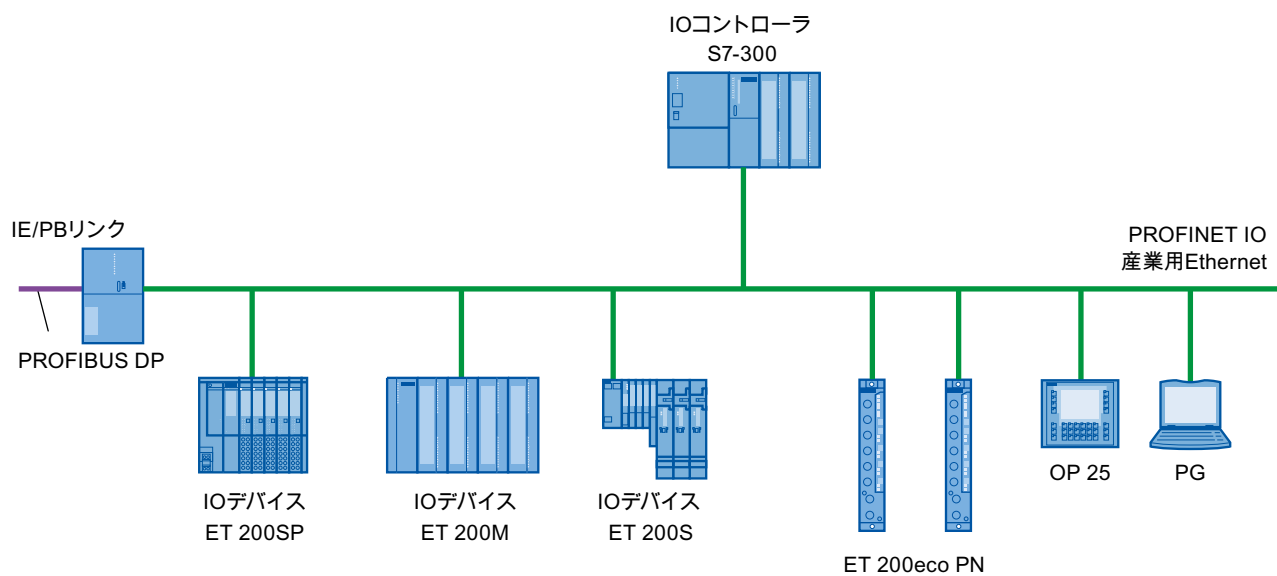 IOコントローラ
S7-300
IE/PBリンク
PROFINET IO
産業用Ethernet
PROFIBUS DP
IOデバイス
ET 200SP
IOデバイス
ET 200M
IOデバイス
ET 200S
ET 200eco PN
OP 25
PG